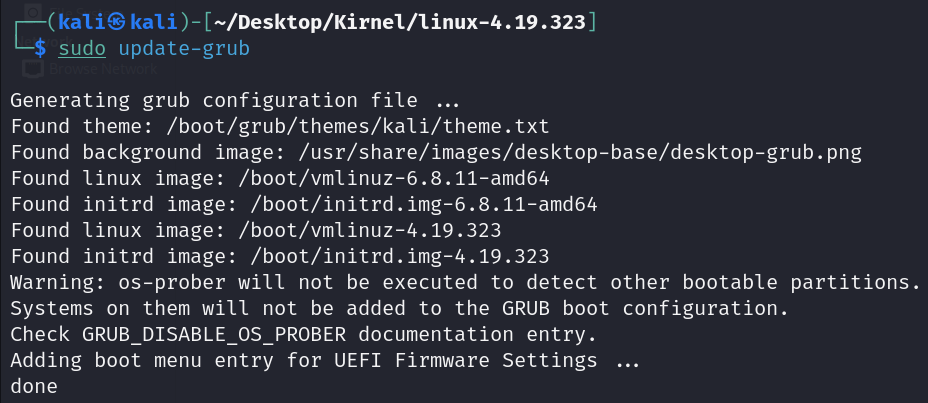 ┌──(kali㉿kali)-[~/Desktop/Kirnel/linux-4.19.323]
└─$ sudo update-grub
Browse Network
Generating grub configuration file ...
Found theme: /boot/grub/themes/kali/theme.txt
Found background image: /usr/share/images/desktop-base/desktop-grub.png
Found linux image: /boot/vmlinuz-6.8.11-amd64
Found initrd image: /boot/initrd.img-6.8.11-amd64
Found linux image: /boot/vmlinuz-4.19.323
Found initrd image: /boot/initrd.img-4.19.323
Warning: os-prober will not be executed to detect other bootable partitions.
Systems on them will not be added to the GRUB boot configuration.
Check GRUB_DISABLE_OS_PROBER documentation entry.
Adding boot menu entry for UEFI Firmware Settings ...
done